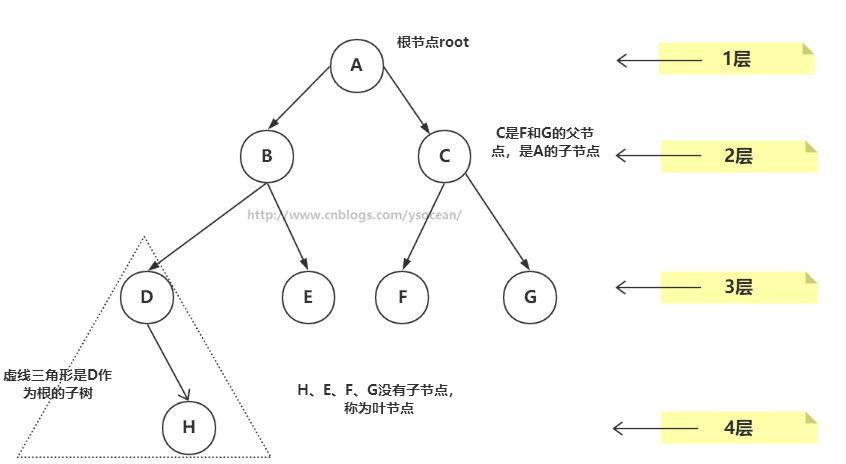 根节点root
A
1层
C是F和G的父节
点，是A的子节点
B
C
2层
http://www.cnblogs.com/ysocean/
D
E
F
G
3层
虚线三角形是D作
为根的子树
H、E、F、G没有子节点，
称为叶节点
H
4层